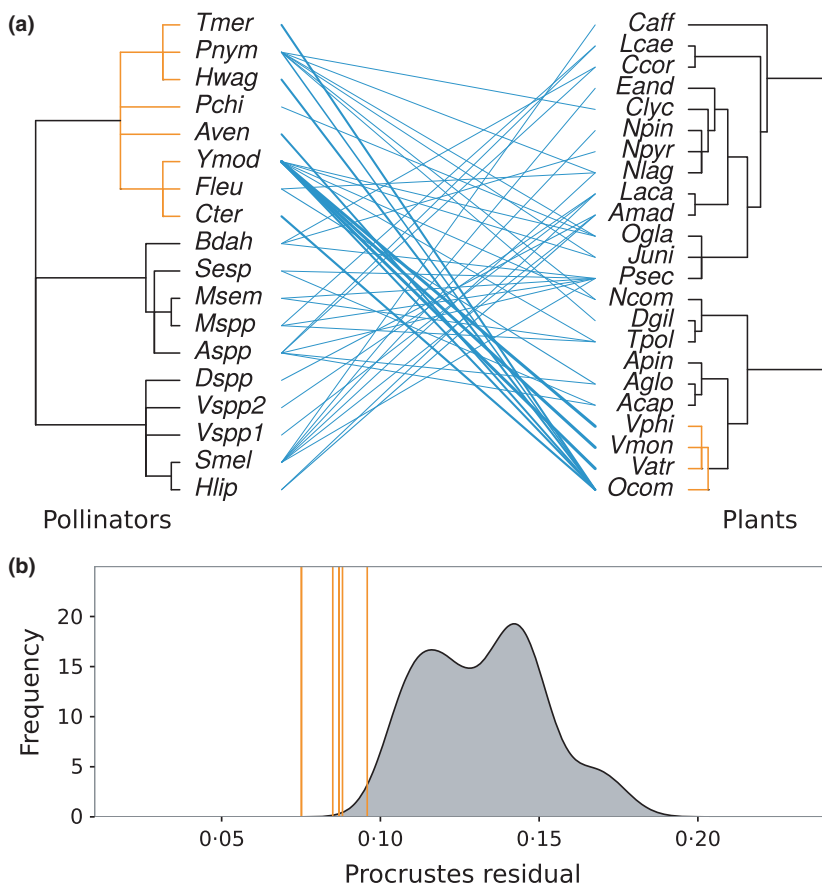 (a)
Tmer
Pnym
Hwag
Pchi
Aven
Ymod
Fleu
Cter
Bdah
Sesp
Msem
Mspp
Aspp
Dspp
Vspp2
Vspp1
Smel
Hlip
Pollinators
Caff
Lcae
Ccor
Eand
Clyc
Npin
Npyr
Nlag
Laca
Amad
Ogla
Juni
Psec
Ncom
Dgil
Tpol
Apin
Aglo
Acap
Vphi
Vmon
Vatr
Ocom
Plants
(b)
Frequency
20
15
10
5
0
0·05
0·10
0·15
0·20
Procrustes residual